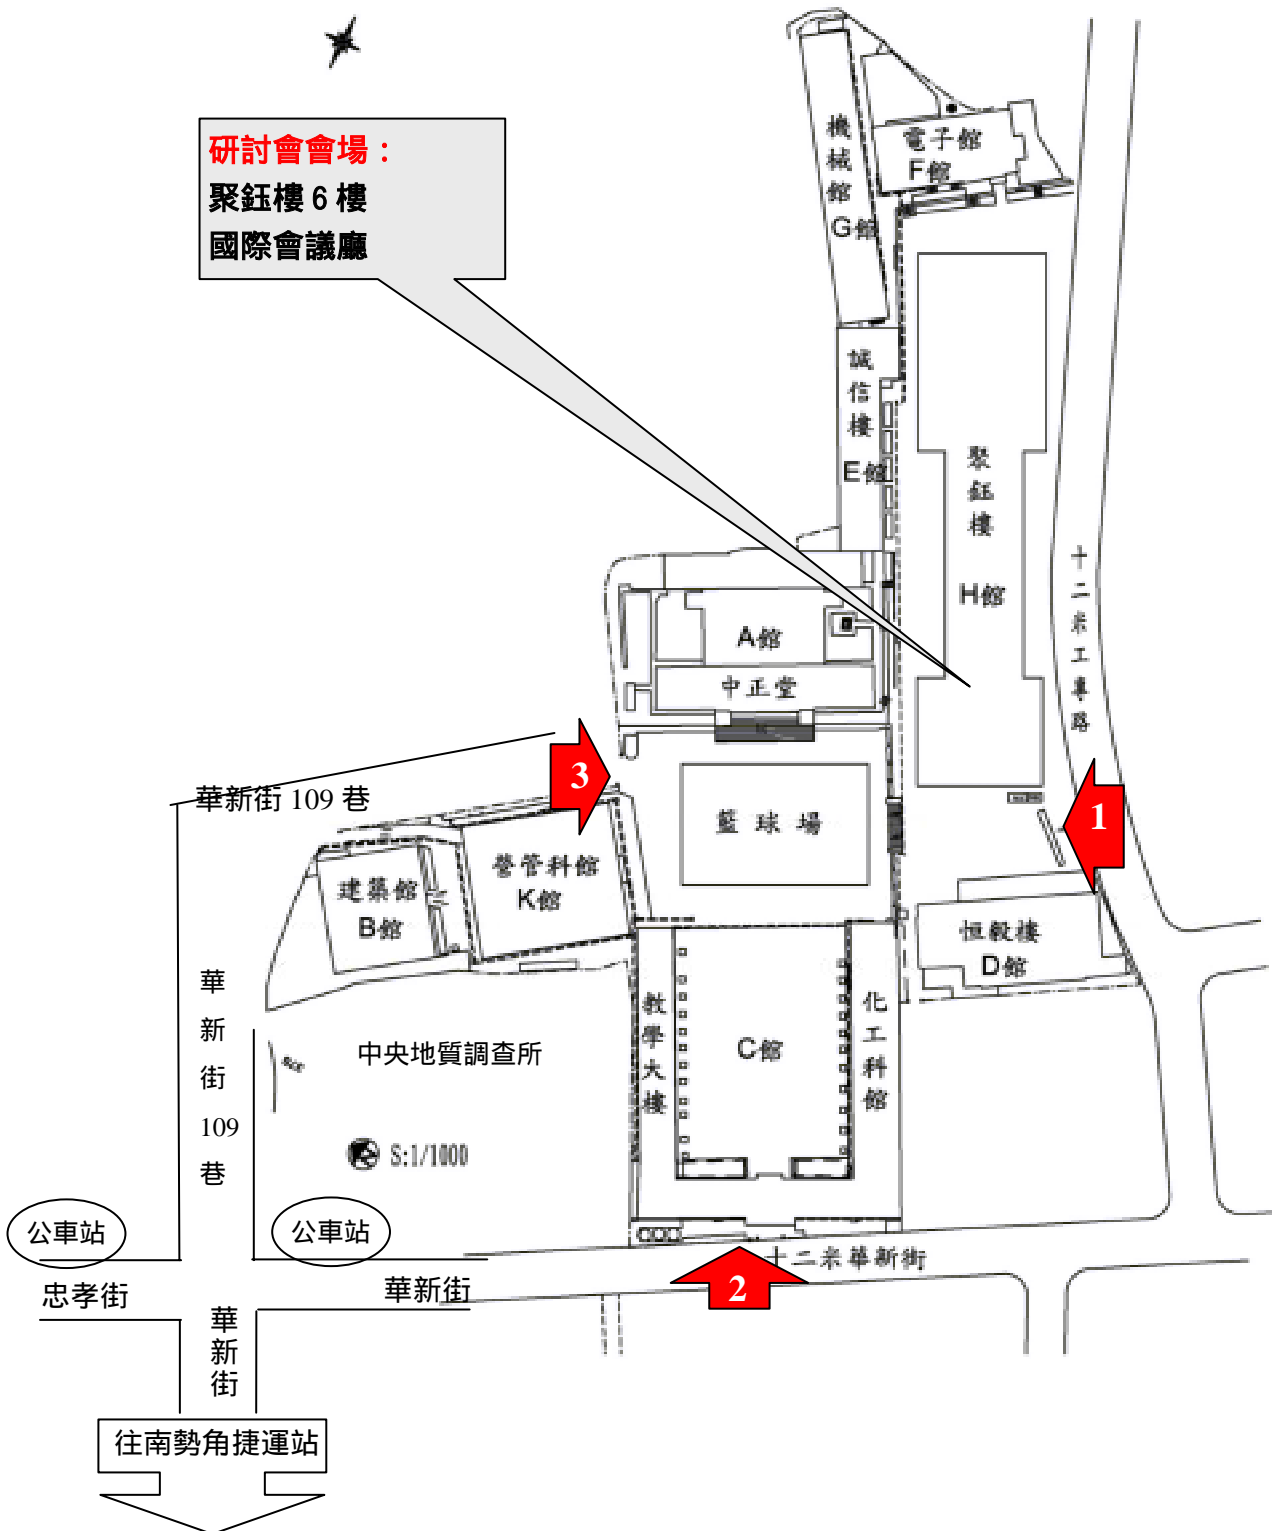 研討會會場：
聚鈺樓 6 樓
國際會議廳
機械館
G館
電子館
F館
誠信樓
E館
聚鈺樓
H館
十二米工專路
A館
中正堂
3
籃球場
1
華新街 109 巷
營管科館
K館
建築館
B館
恒毅樓
D館
華新街109巷
教學大樓
C館
化工科館
中央地質調查所
S:1/1000
公車站
公車站
十二米華新街
忠孝街
華新街
2
華新街
往南勢角捷運站